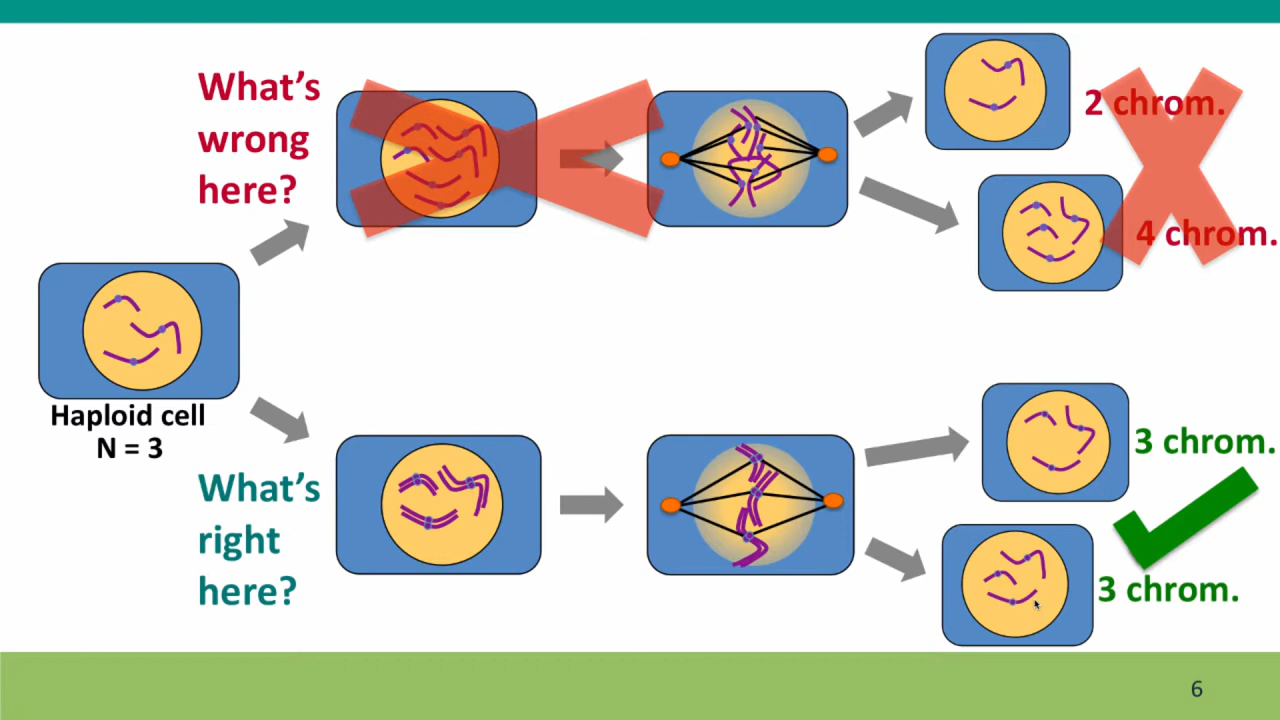 What's
wrong
here?
2 chrom.
4 chrom.
Haploid cell
N = 3
What's
right
here?
3 chrom.
3 chrom.
6